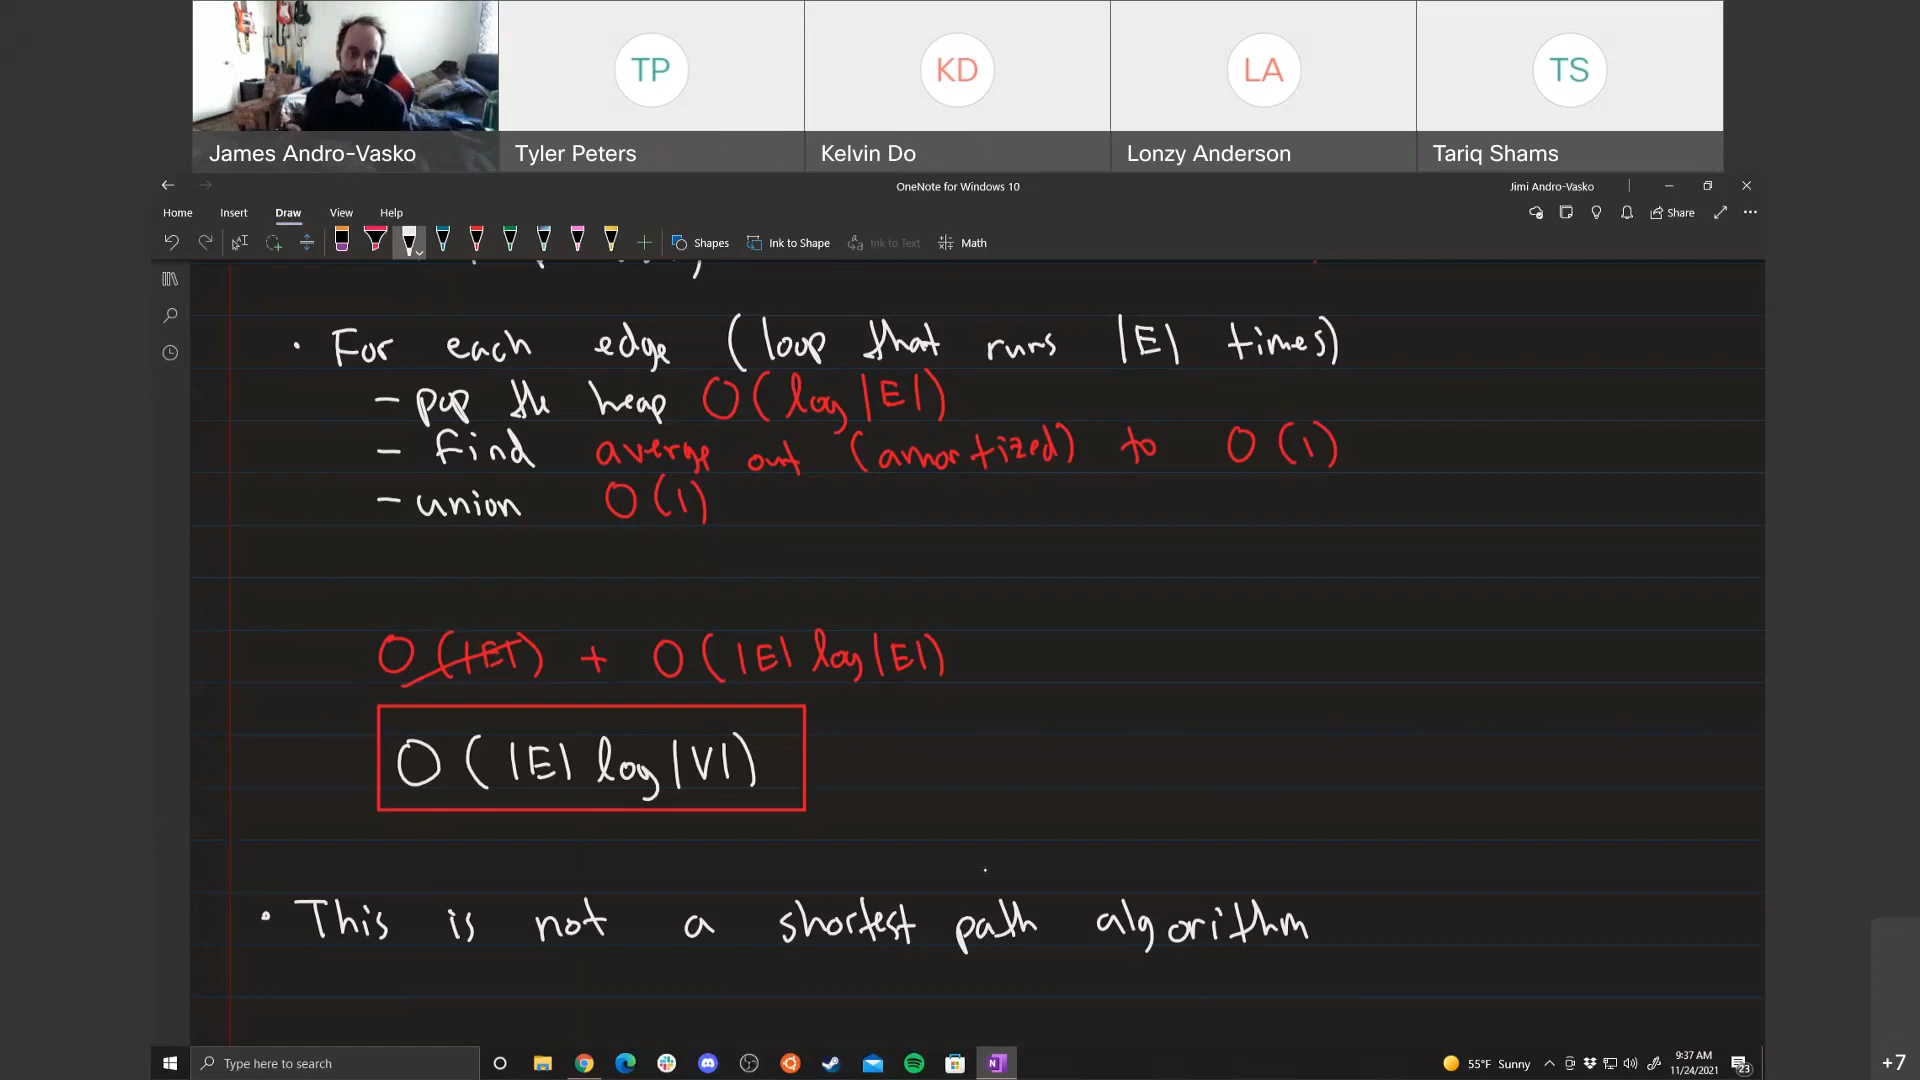 TP
KD
LA
TS
James Andro-Vasko
Tyler Peters
Kelvin Do
Lonzy Anderson
Tariq Shams
OneNote for Windows 10
Jimi Andro-Vasko
Home Insert Draw View Help
Share
Shapes Ink to Shape Ink to Text Math
• For each edge (loop that runs |E| times)
- pop the heap O(log|E|)
- find averge out (amortized) to O(1)
- union O(1)
O(|E|) + O(|E| log|E|)
O(|E| log|V|)
• This is not a shortest path algorithm
Type here to search
55°F Sunny
9:37 AM
11/24/2021
23
+7